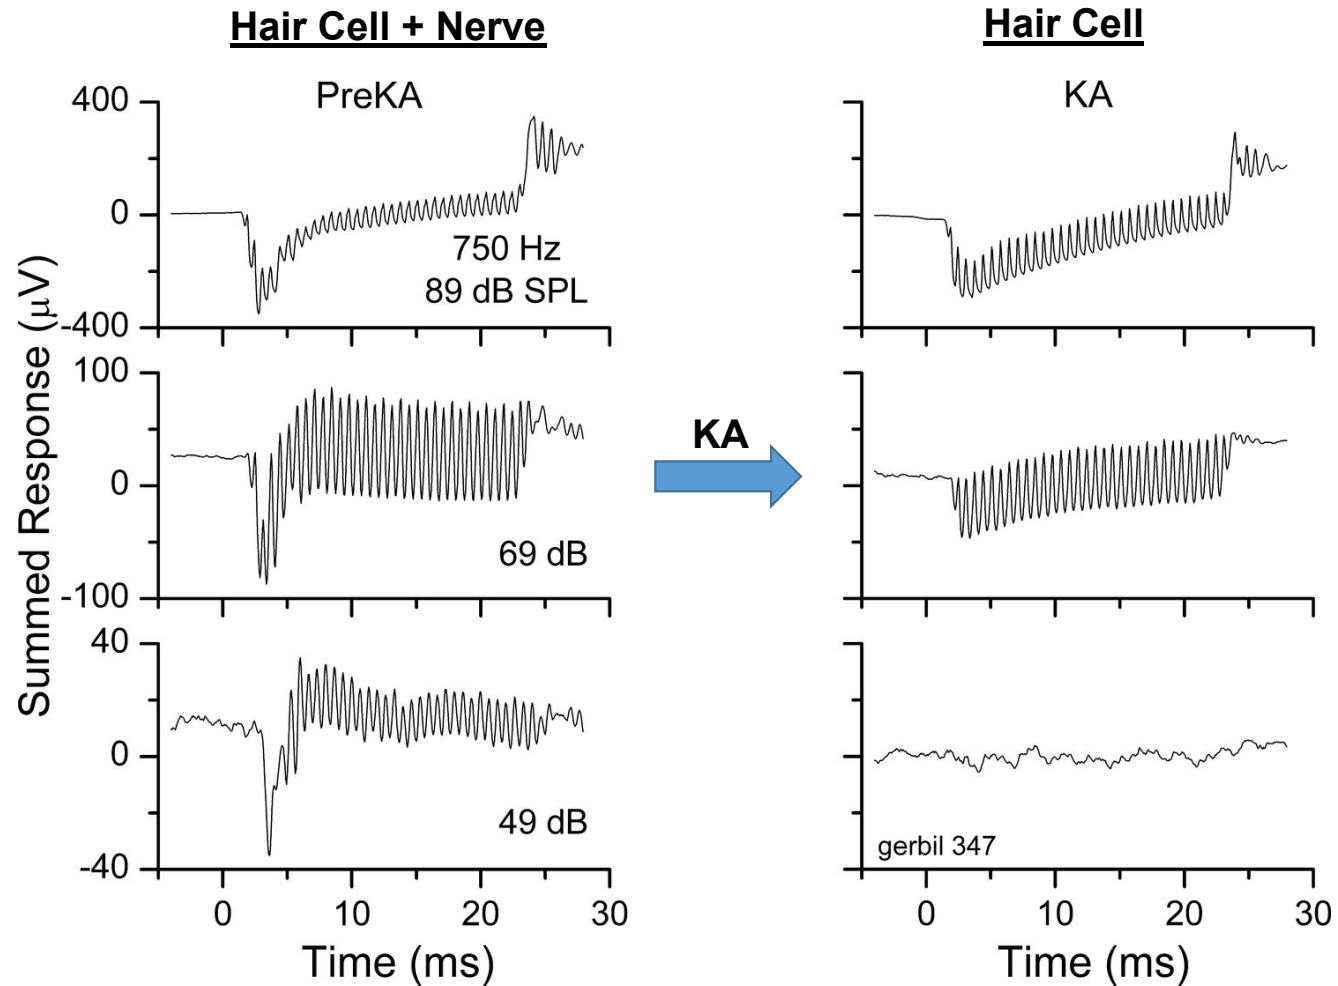 Hair Cell + Nerve
Hair Cell
PreKA
KA
Summed Response (μV)
400
0
-400
750 Hz
89 dB SPL
100
0
-100
69 dB
KA
40
0
-40
49 dB
gerbil 347
0 10 20 30
Time (ms)
0 10 20 30
Time (ms)